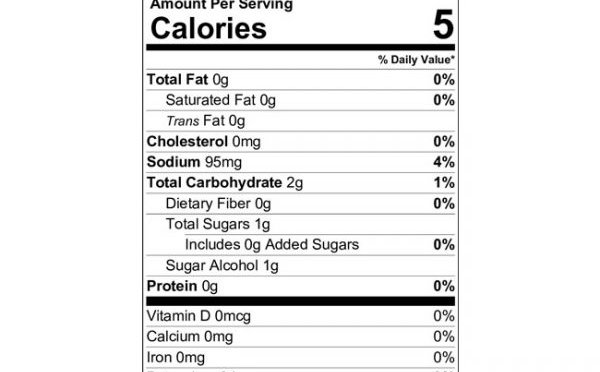 Amount Per Serving
Calories 5
% Daily Value*
Total Fat 0g 0%
Saturated Fat 0g 0%
Trans Fat 0g
Cholesterol 0mg 0%
Sodium 95mg 4%
Total Carbohydrate 2g 1%
Dietary Fiber 0g 0%
Total Sugars 1g
Includes 0g Added Sugars 0%
Sugar Alcohol 1g
Protein 0g 0%
Vitamin D 0mcg 0%
Calcium 0mg 0%
Iron 0mg 0%